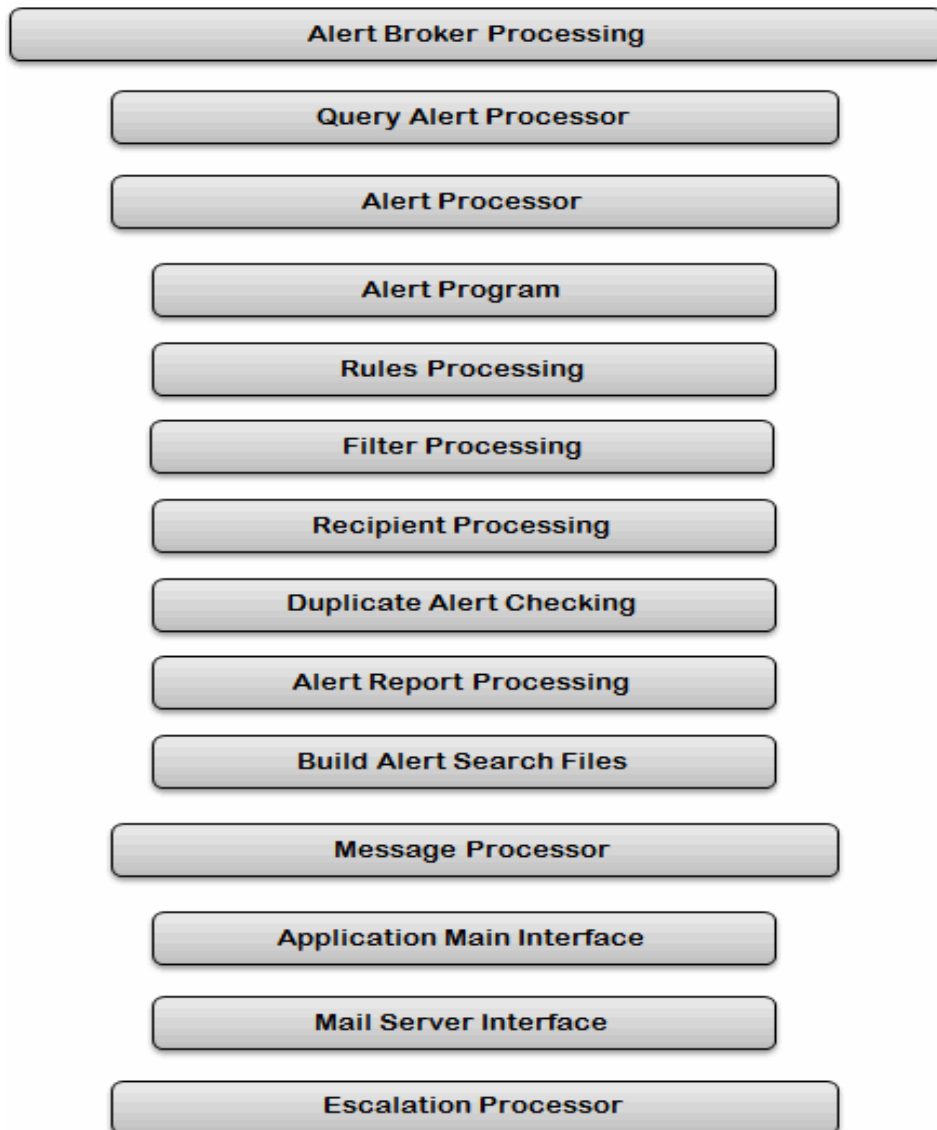 Alert Broker Processing
Query Alert Processor
Alert Processor
Alert Program
Rules Processing
Filter Processing
Recipient Processing
Duplicate Alert Checking
Alert Report Processing
Build Alert Search Files
Message Processor
Application Main Interface
Mail Server Interface
Escalation Processor